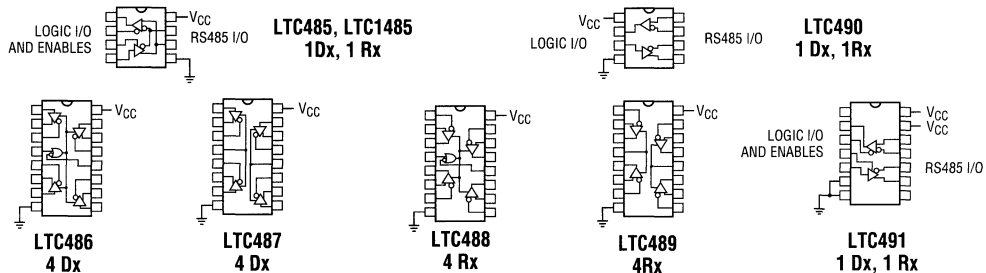 LOGIC I/O
AND ENABLES
VCC
RS485 I/O
LTC485, LTC1485
1Dx, 1 Rx
VCC
LOGIC I/O
RS485 I/O
LTC490
1 Dx, 1Rx
VCC
LTC486
4 Dx
VCC
LTC487
4 Dx
VCC
LTC488
4 Rx
VCC
LTC489
4Rx
LOGIC I/O
AND ENABLES
VCC
VCC
RS485 I/O
LTC491
1 Dx, 1 Rx